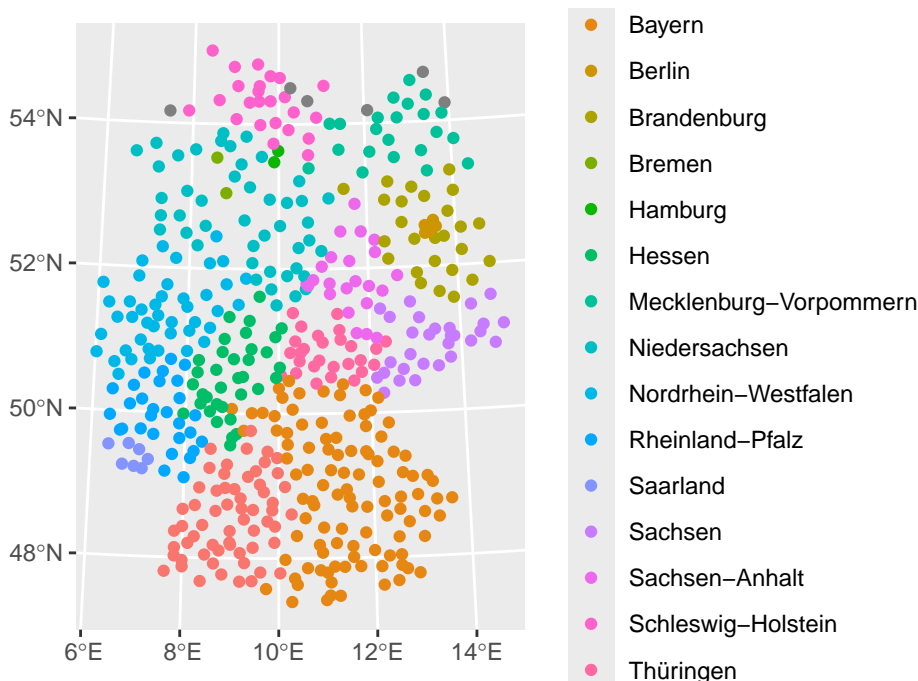 Bayern
Berlin
Brandenburg
54°N
Bremen
Hamburg
Hessen
52°N
Mecklenburg−Vorpommern
Niedersachsen
Nordrhein−Westfalen
50°N
Rheinland−Pfalz
Saarland
Sachsen
48°N
Sachsen−Anhalt
Schleswig−Holstein
6°E 8°E 10°E 12°E 14°E
Thüringen